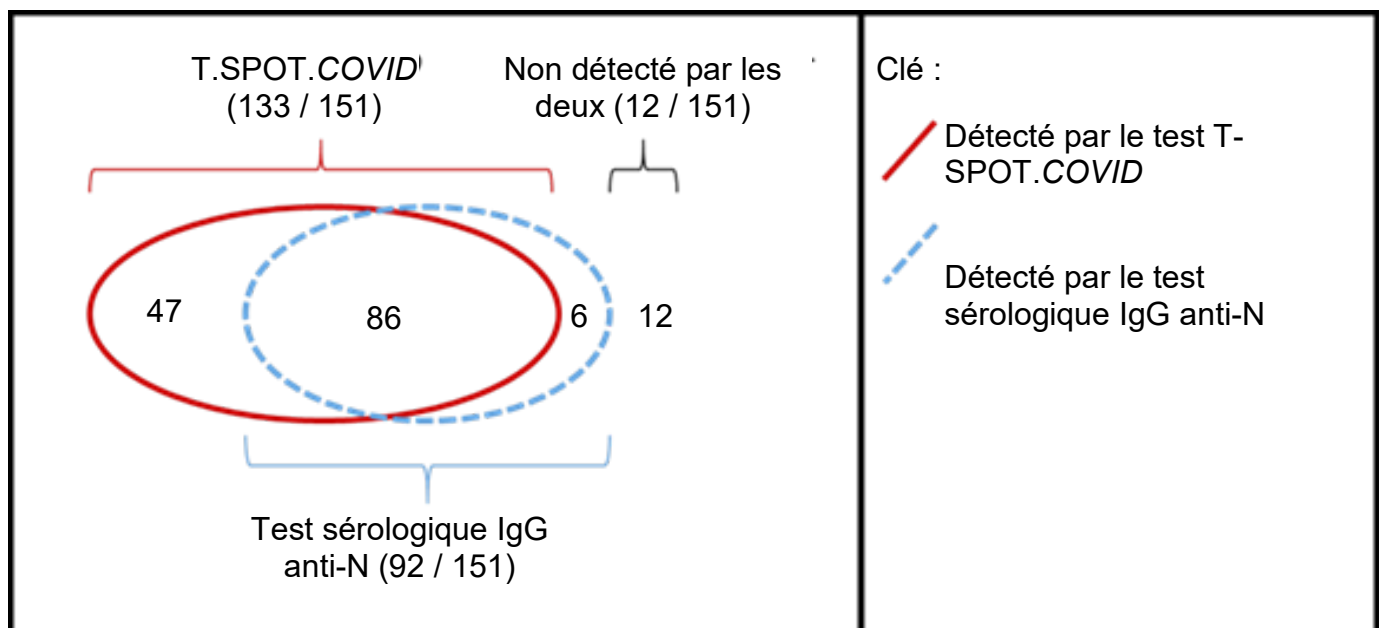 T.SPOT.COVID
(133 / 151)
Non détecté par les
deux (12 / 151)
47
86
6
12
Test sérologique IgG
anti-N (92 / 151)
Clé :
Détecté par le test T-
SPOT.COVID
Détecté par le test
sérologique IgG anti-N